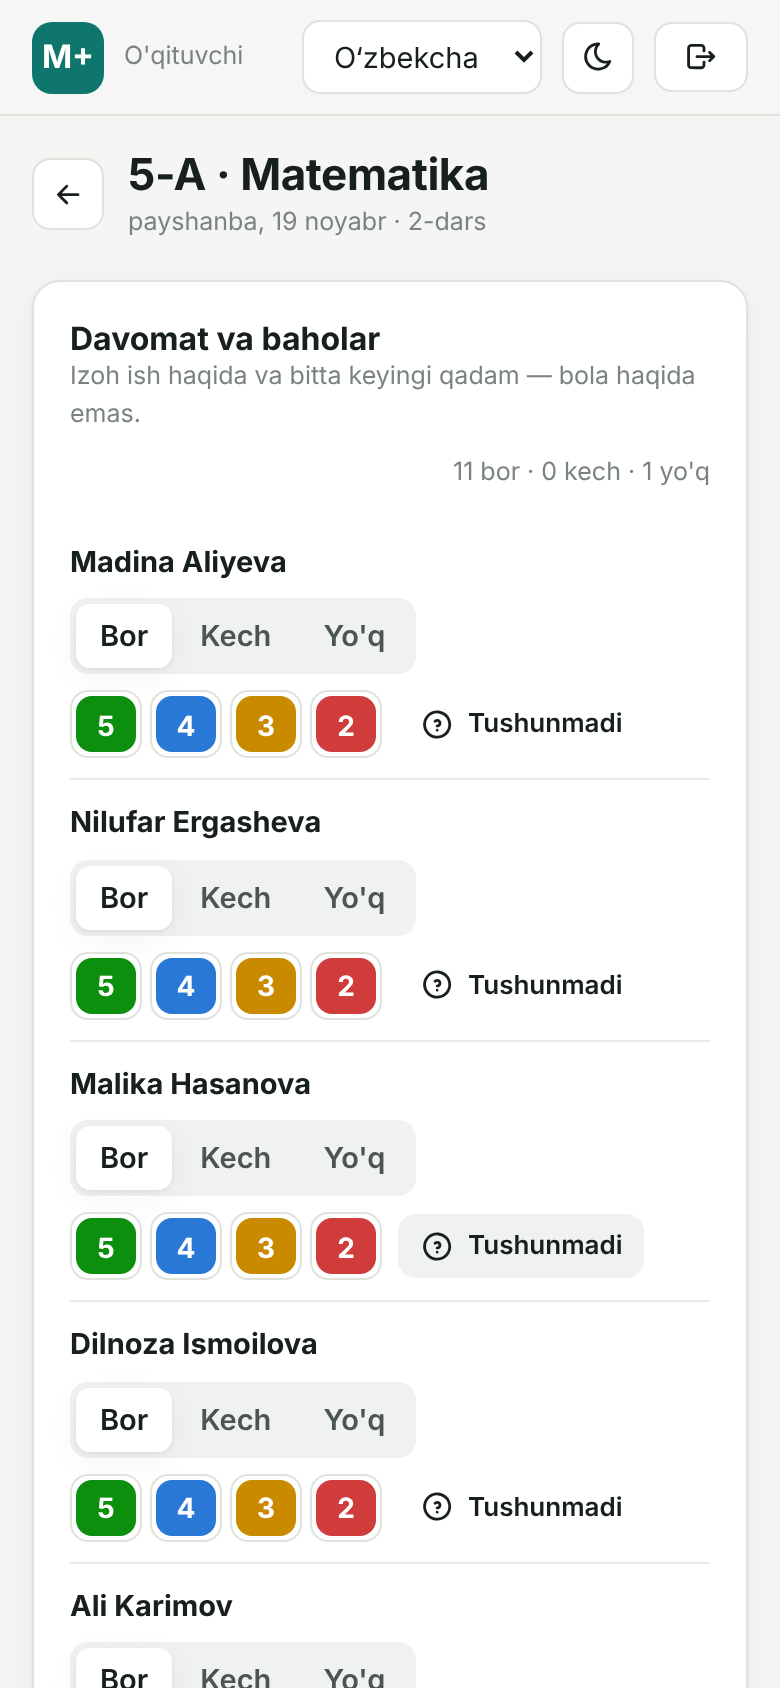 M+ O'qituvchi O‘zbekcha
5-A · Matematika
payshanba, 19 noyabr · 2-dars
Davomat va baholar
Izoh ish haqida va bitta keyingi qadam — bola haqida
emas.
11 bor · 0 kech · 1 yo'q
Madina Aliyeva
Bor Kech Yo'q
5 4 3 2 Tushunmadi
Nilufar Ergasheva
Bor Kech Yo'q
5 4 3 2 Tushunmadi
Malika Hasanova
Bor Kech Yo'q
5 4 3 2 Tushunmadi
Dilnoza Ismoilova
Bor Kech Yo'q
5 4 3 2 Tushunmadi
Ali Karimov
Bor Kech Yo'q